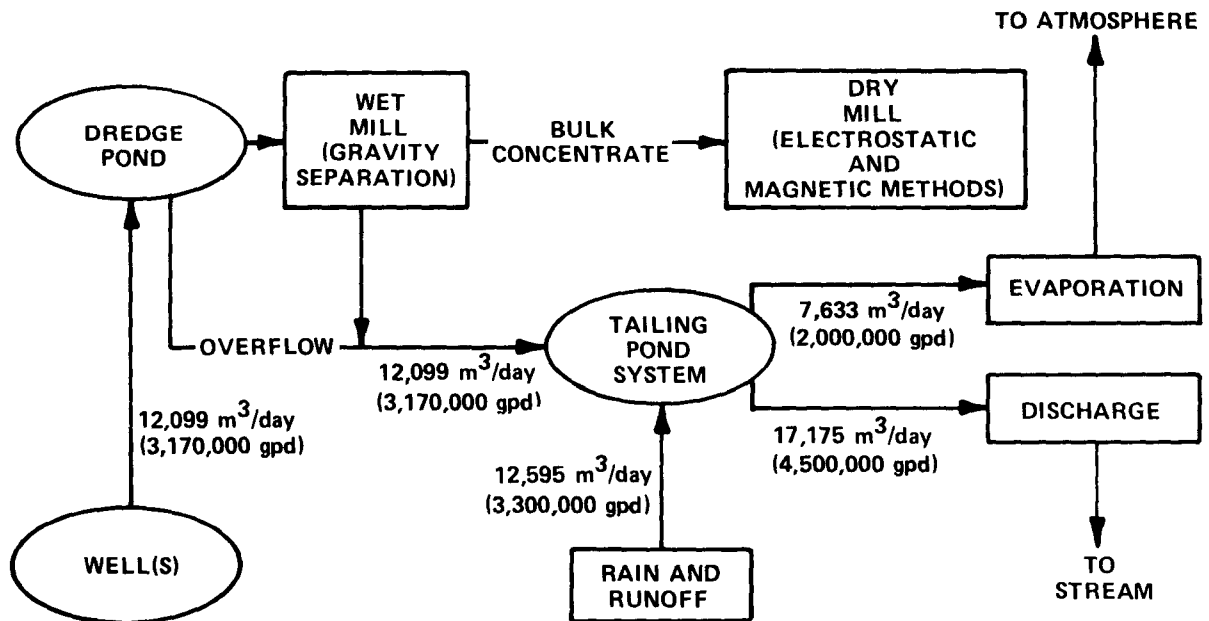 TO ATMOSPHERE
DREDGE
POND
WET
MILL
(GRAVITY
SEPARATION)
BULK
CONCENTRATE
DRY
MILL
(ELECTROSTATIC
AND
MAGNETIC METHODS)
EVAPORATION
7,633 m³/day
(2,000,000 gpd)
TAILING
POND
SYSTEM
OVERFLOW
12,099 m³/day
(3,170,000 gpd)
DISCHARGE
17,175 m³/day
(4,500,000 gpd)
12,099 m³/day
(3,170,000 gpd)
12,595 m³/day
(3,300,000 gpd)
WELL(S)
RAIN AND
RUNOFF
TO
STREAM